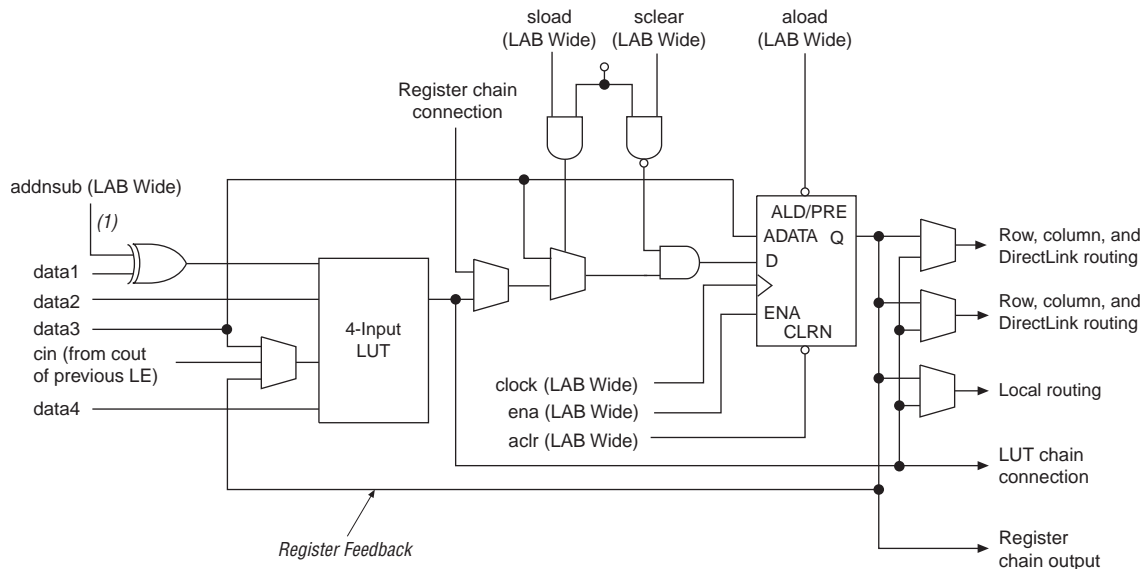 sload
(LAB Wide)
sclear
(LAB Wide)
aload
(LAB Wide)
Register chain
connection
addnsub (LAB Wide)
(1)
data1
data2
data3
cin (from cout
of previous LE)
data4
4-Input
LUT
ALD/PRE
ADATA Q
D
ENA
CLRN
clock (LAB Wide)
ena (LAB Wide)
aclr (LAB Wide)
Row, column, and
DirectLink routing
Row, column, and
DirectLink routing
Local routing
LUT chain
connection
Register
chain output
Register Feedback